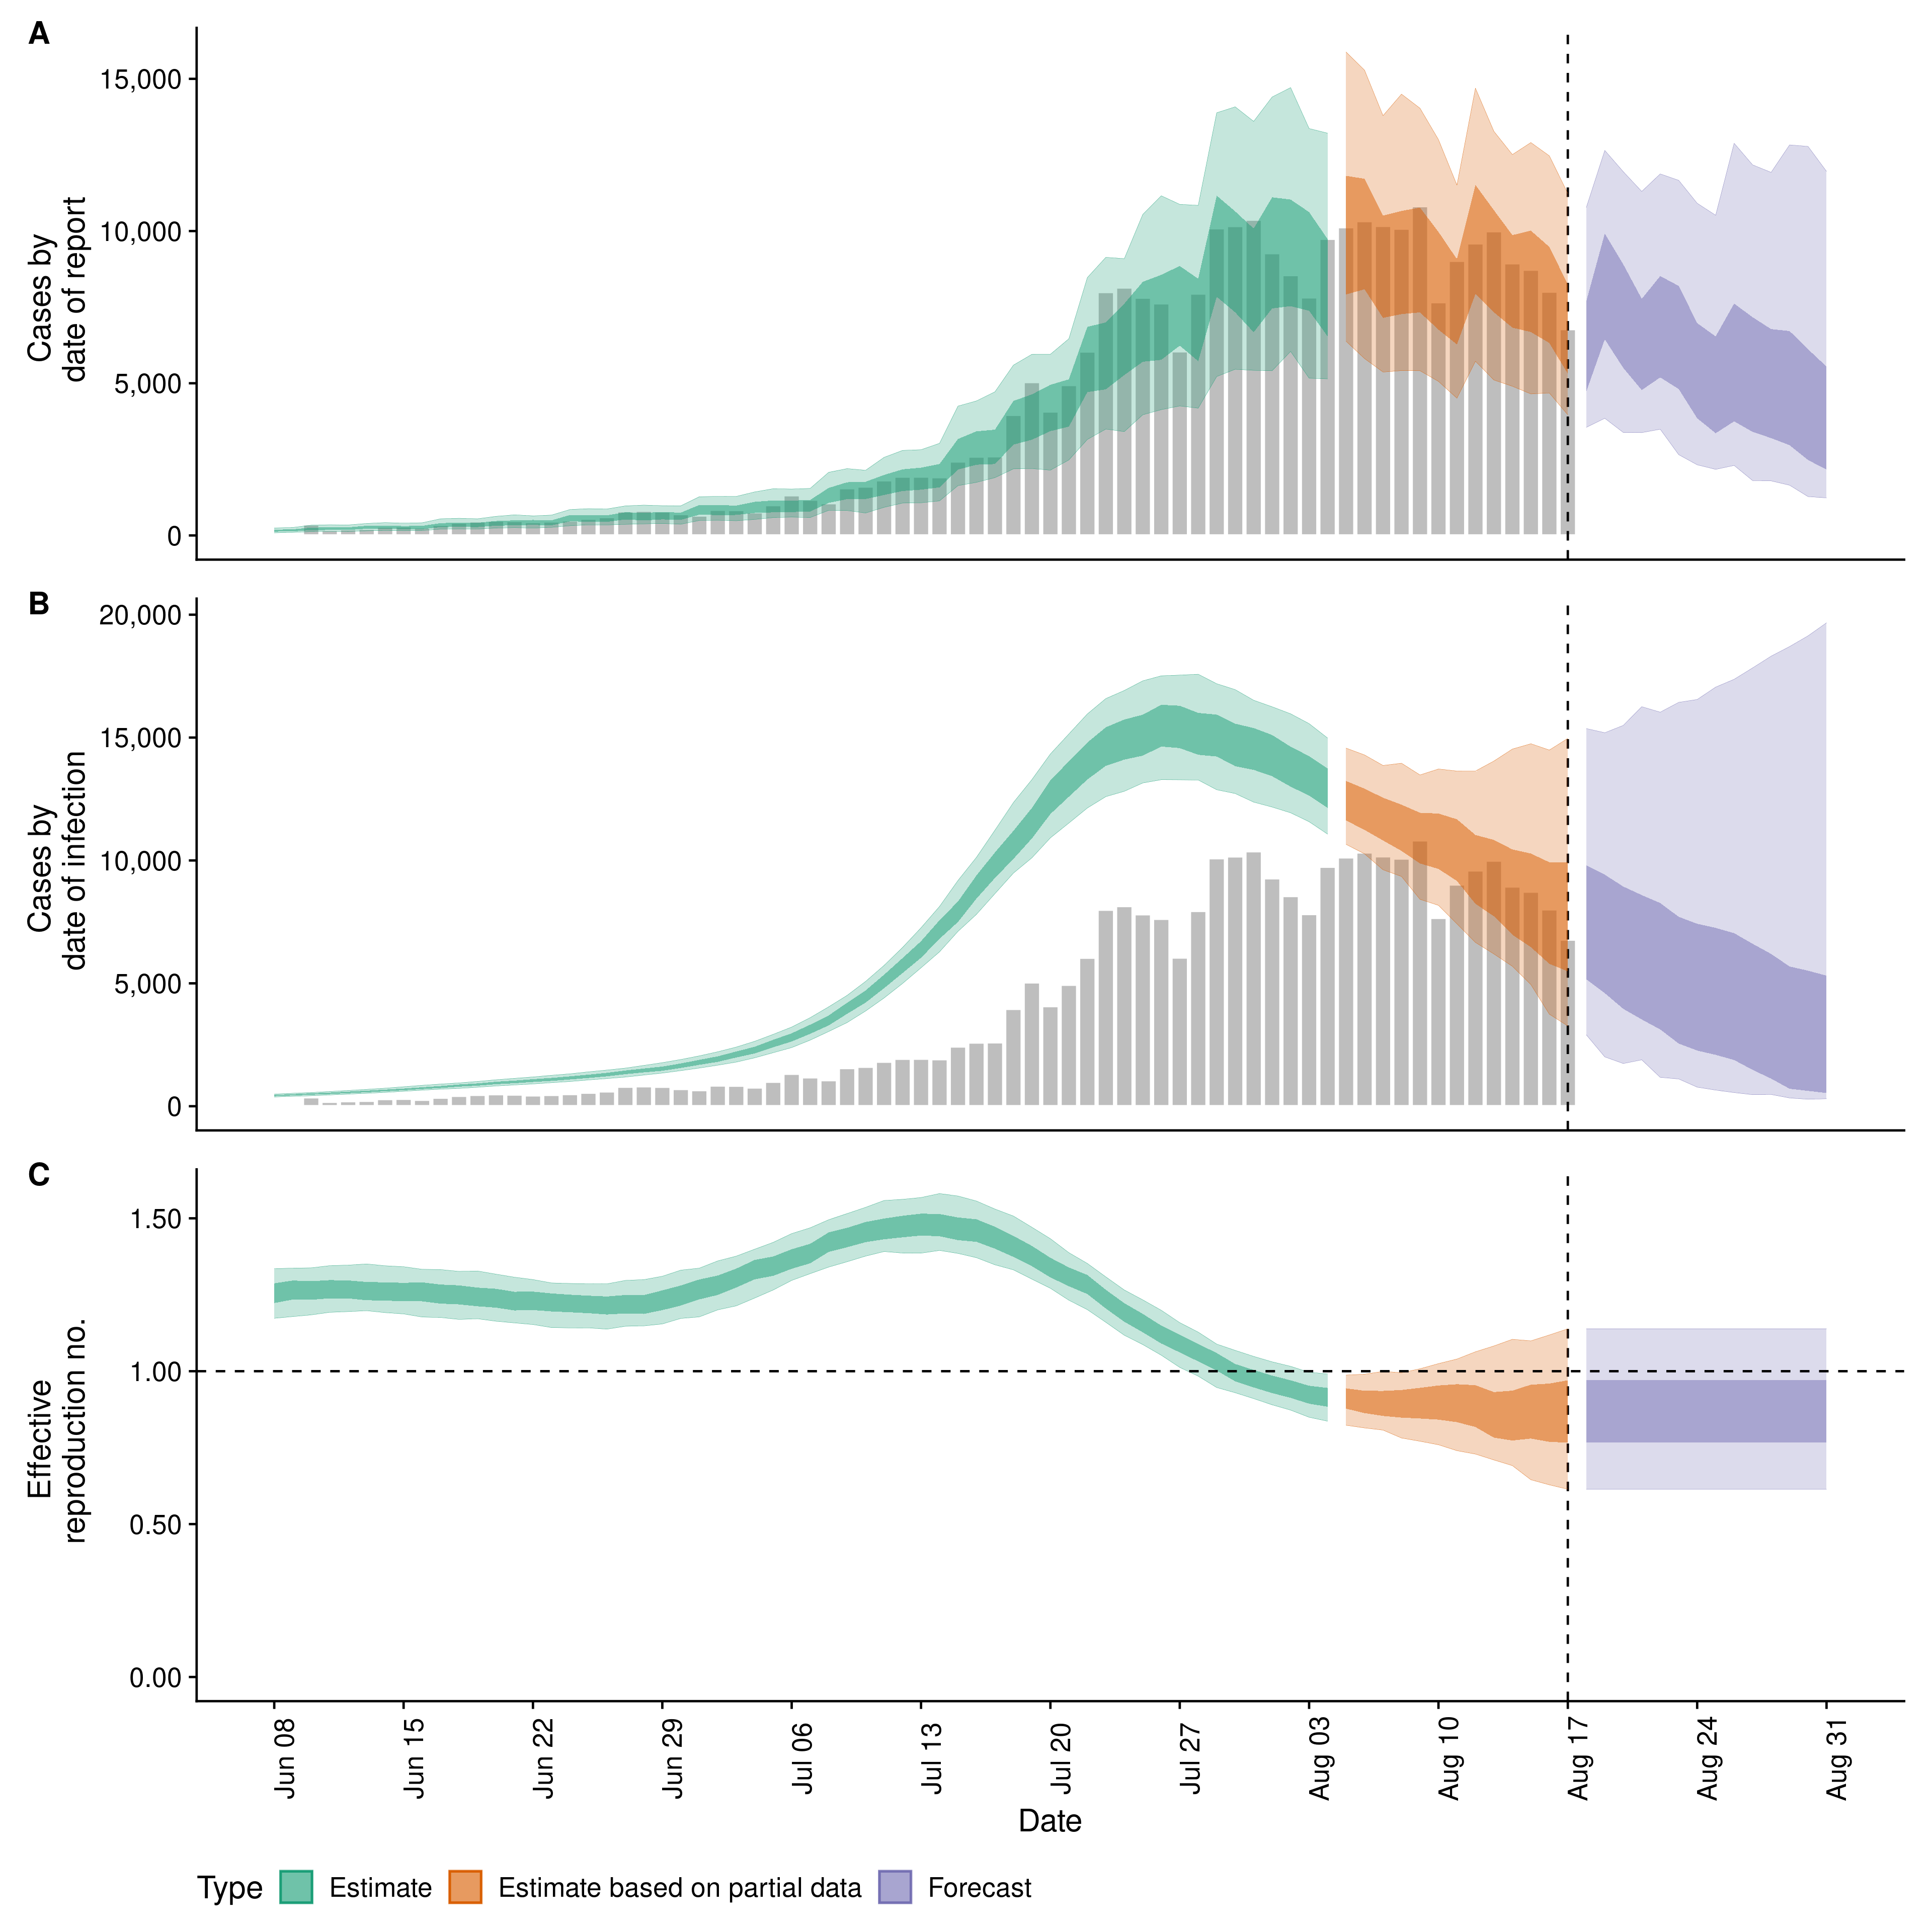 A
Cases by
date of report
15,000
10,000
5,000
0
B
Cases by
date of infection
20,000
15,000
10,000
5,000
0
C
Effective
reproduction no.
1.50
1.00
0.50
0.00
Jun 08
Jun 15
Jun 22
Jun 29
Jul 06
Jul 13
Jul 20
Jul 27
Aug 03
Aug 10
Aug 17
Aug 24
Aug 31
Date
Type Estimate Estimate based on partial data Forecast